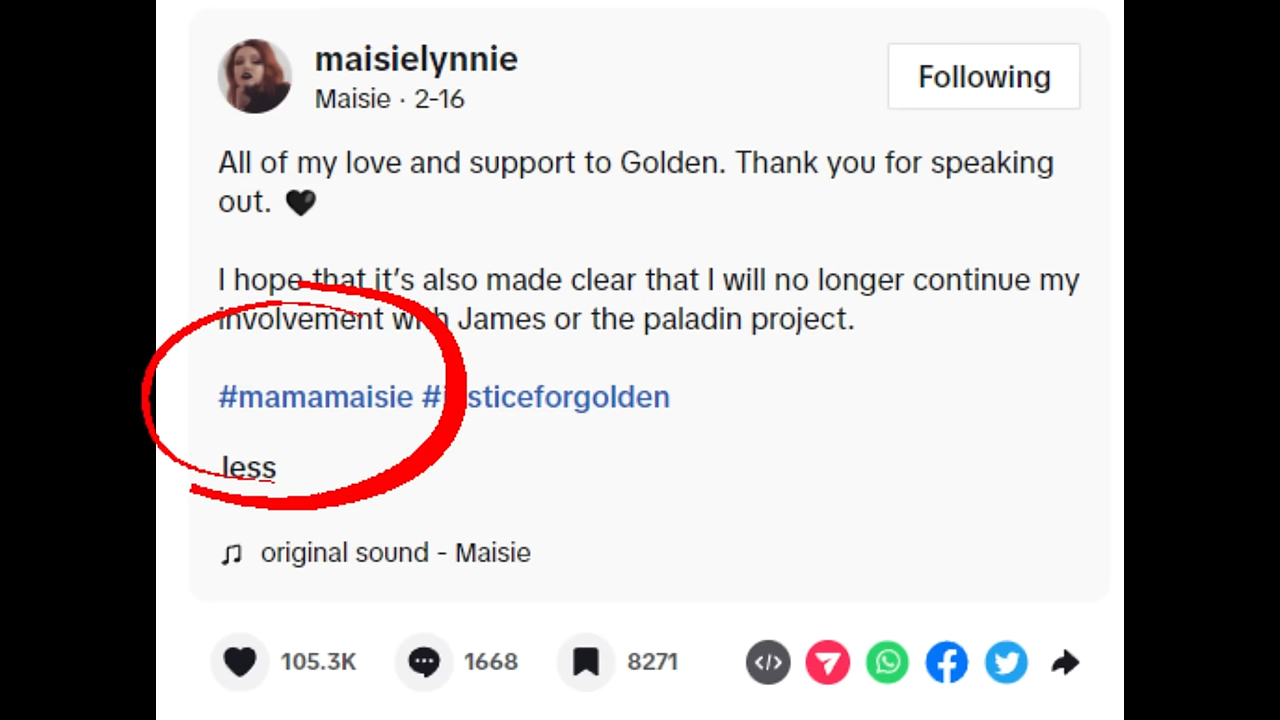 maisielynnie
Maisie · 2-16
Following
All of my love and support to Golden. Thank you for speaking
out. 🖤
I hope that it's also made clear that I will no longer continue my
involvement with James or the paladin project.
#mamamaisie #justiceforgolden
less
original sound - Maisie
105.3K
1668
8271